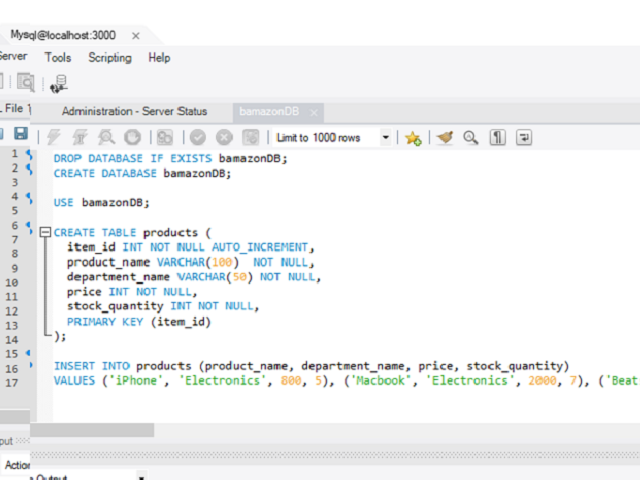 Mysql@localhost:3000 ×
Server Tools Scripting Help
File
Administration - Server Status bamazonDB ×
Limit to 1000 rows
1 DROP DATABASE IF EXISTS bamazonDB;
2 CREATE DATABASE bamazonDB;
3
4 USE bamazonDB;
5
6 CREATE TABLE products (
7 item_id INT NOT NULL AUTO_INCREMENT,
8 product_name VARCHAR(100) NOT NULL,
9 department_name VARCHAR(50) NOT NULL,
10 price INT NOT NULL,
11 stock_quantity INT NOT NULL,
12 PRIMARY KEY (item_id)
13 );
14
15 INSERT INTO products (product_name, department_name, price, stock_quantity)
16 VALUES ('iPhone', 'Electronics', 800, 5), ('Macbook', 'Electronics', 2000, 7), ('Beat
17
put
Action
Output